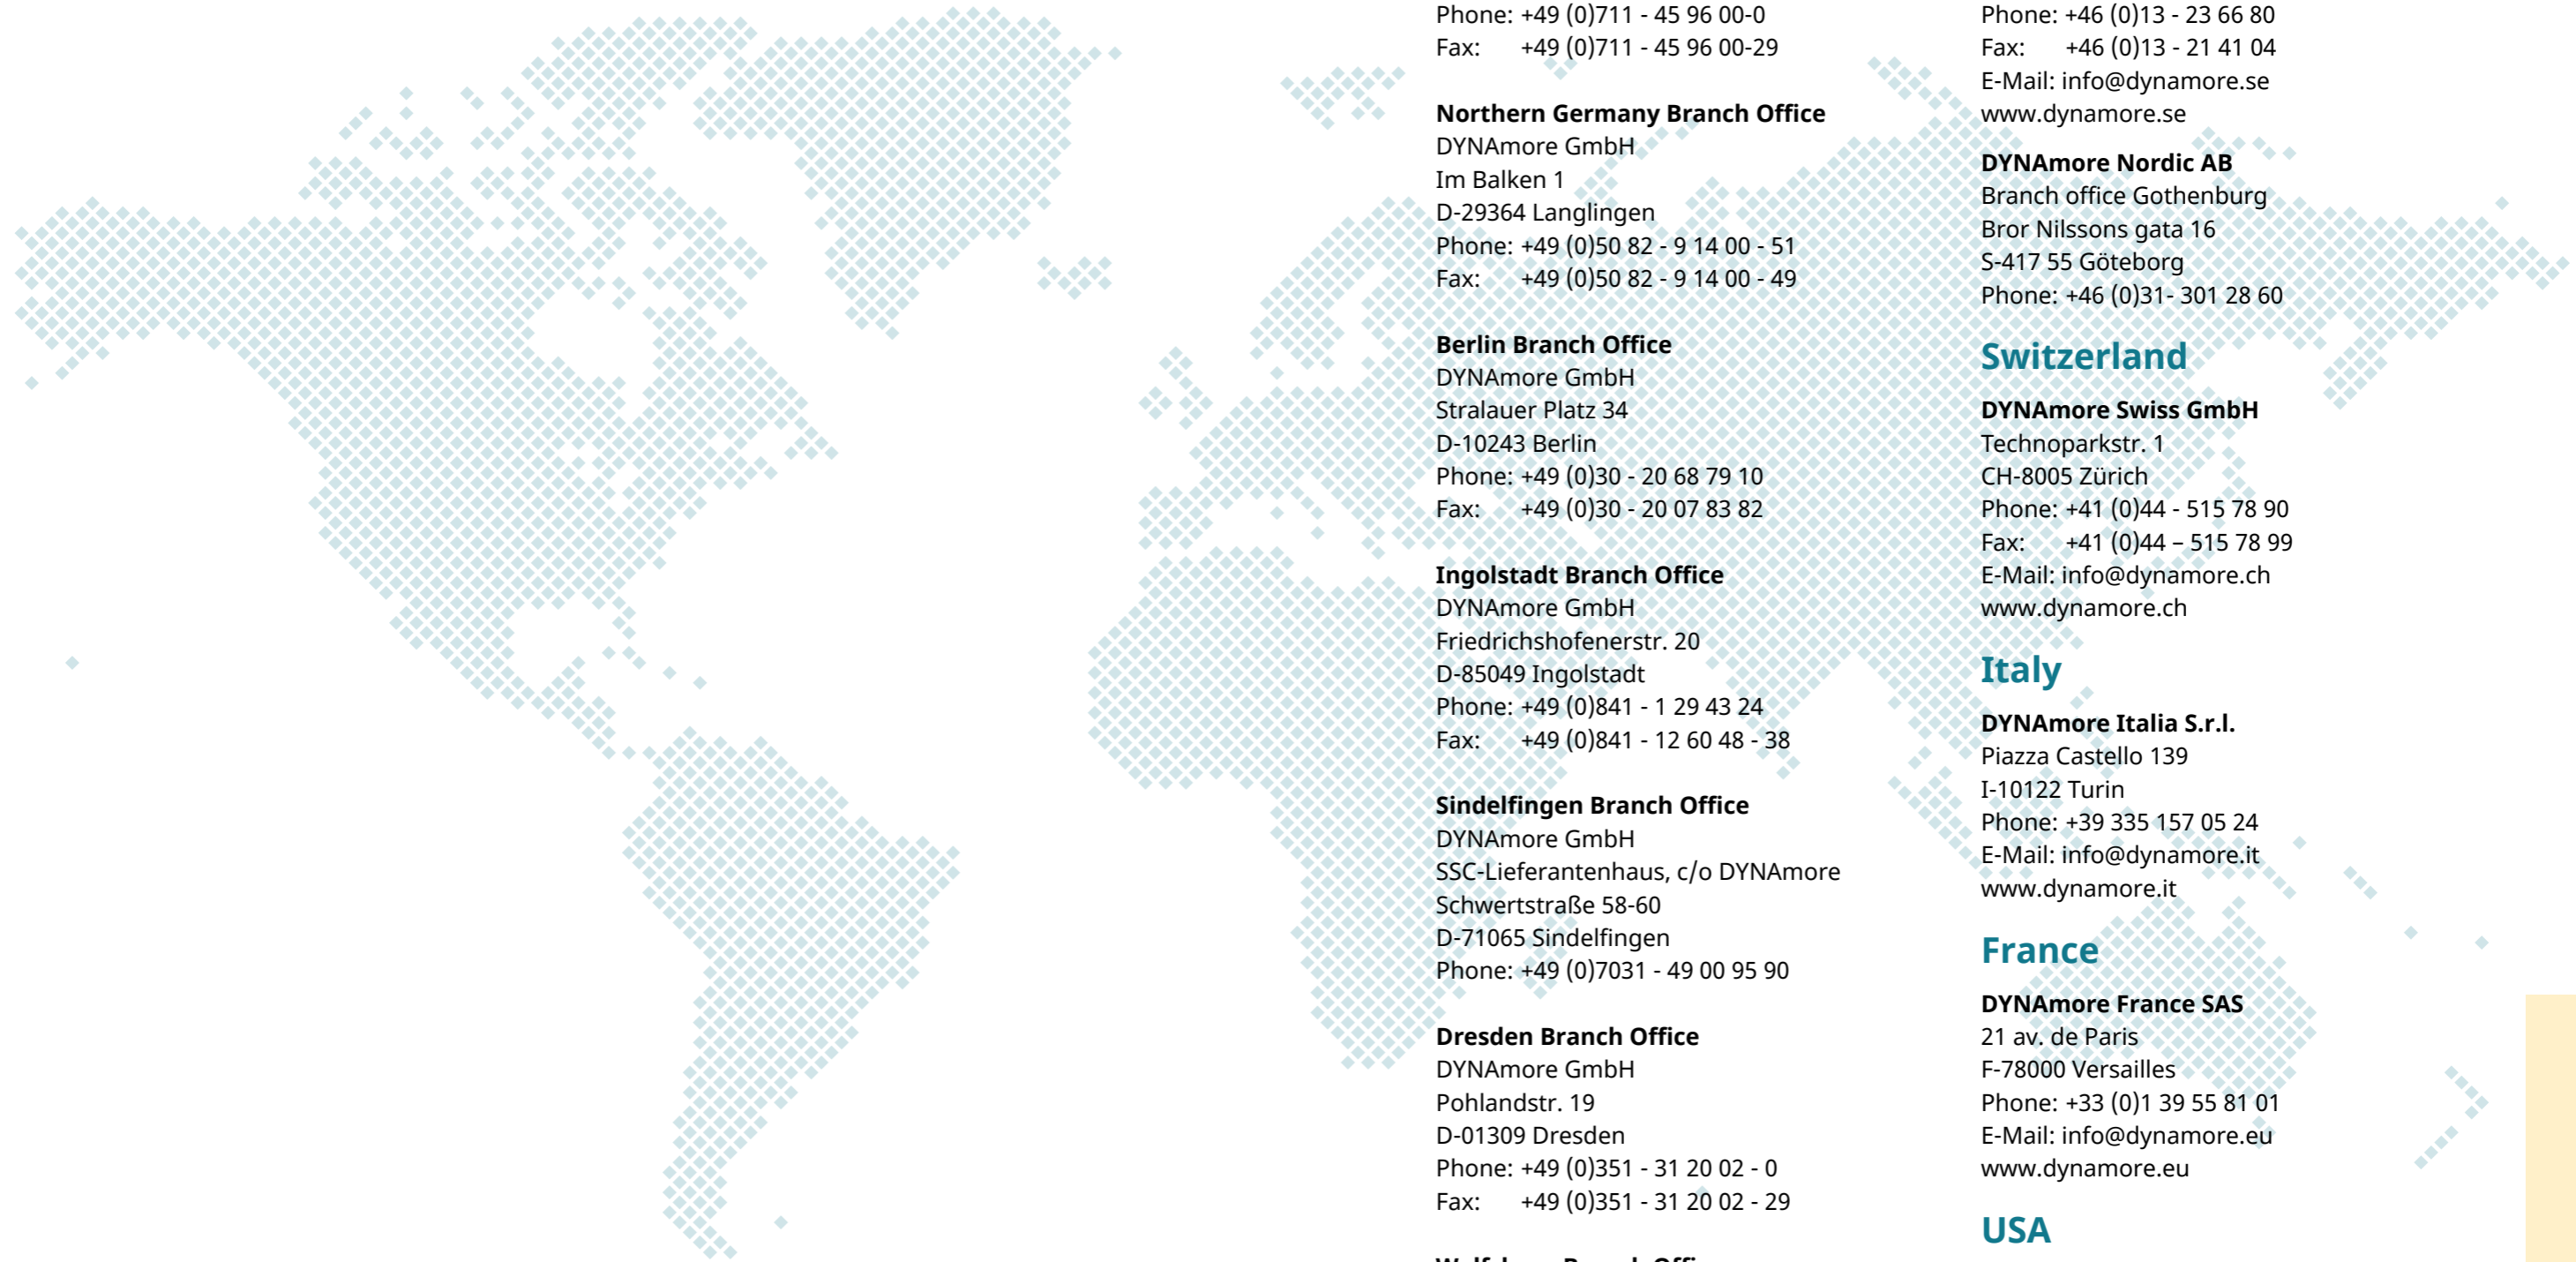 Phone: +49 (0)711 - 45 96 00-0
Fax: +49 (0)711 - 45 96 00-29
Northern Germany Branch Office
DYNAmore GmbH
Im Balken 1
D-29364 Langlingen
Phone: +49 (0)50 82 - 9 14 00 - 51
Fax: +49 (0)50 82 - 9 14 00 - 49
Berlin Branch Office
DYNAmore GmbH
Stralauer Platz 34
D-10243 Berlin
Phone: +49 (0)30 - 20 68 79 10
Fax: +49 (0)30 - 20 07 83 82
Ingolstadt Branch Office
DYNAmore GmbH
Friedrichshofenerstr. 20
D-85049 Ingolstadt
Phone: +49 (0)841 - 1 29 43 24
Fax: +49 (0)841 - 12 60 48 - 38
Sindelfingen Branch Office
DYNAmore GmbH
SSC-Lieferantenhaus, c/o DYNAmore
Schwertstraße 58-60
D-71065 Sindelfingen
Phone: +49 (0)7031 - 49 00 95 90
Dresden Branch Office
DYNAmore GmbH
Pohlandstr. 19
D-01309 Dresden
Phone: +49 (0)351 - 31 20 02 - 0
Fax: +49 (0)351 - 31 20 02 - 29
Phone: +46 (0)13 - 23 66 80
Fax: +46 (0)13 - 21 41 04
E-Mail: info@dynamore.se
www.dynamore.se
DYNAmore Nordic AB
Branch office Gothenburg
Bror Nilssons gata 16
S-417 55 Göteborg
Phone: +46 (0)31- 301 28 60
Switzerland
DYNAmore Swiss GmbH
Technoparkstr. 1
CH-8005 Zürich
Phone: +41 (0)44 - 515 78 90
Fax: +41 (0)44 – 515 78 99
E-Mail: info@dynamore.ch
www.dynamore.ch
Italy
DYNAmore Italia S.r.l.
Piazza Castello 139
I-10122 Turin
Phone: +39 335 157 05 24
E-Mail: info@dynamore.it
www.dynamore.it
France
DYNAmore France SAS
21 av. de Paris
F-78000 Versailles
Phone: +33 (0)1 39 55 81 01
E-Mail: info@dynamore.eu
www.dynamore.eu
USA